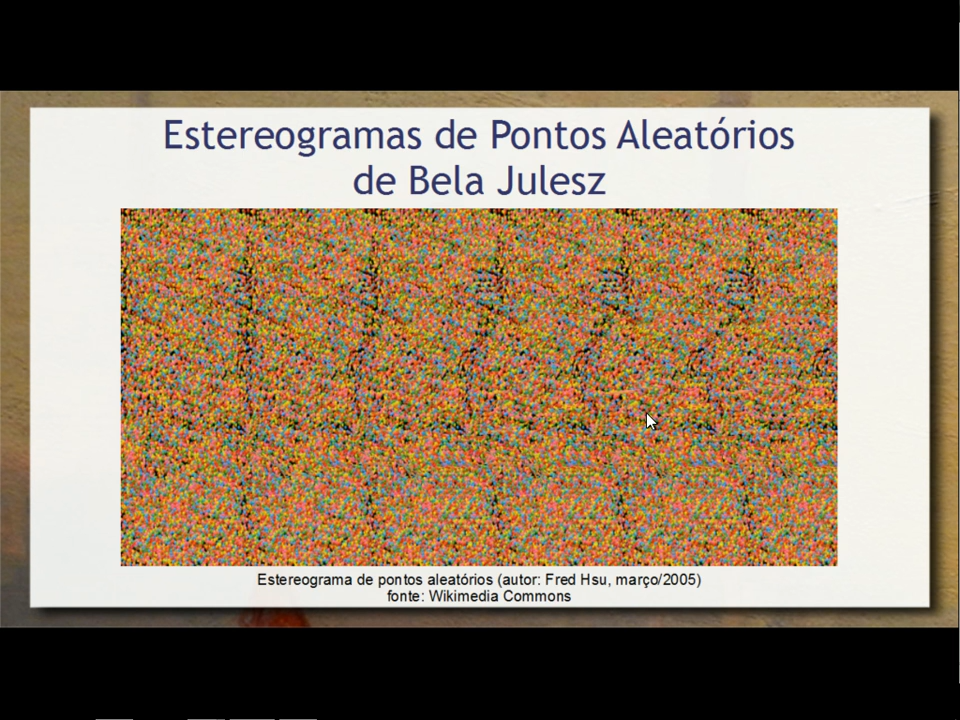 Estereogramas de Pontos Aleatórios
de Bela Julesz
Estereograma de pontos aleatórios (autor: Fred Hsu, março/2005)
fonte: Wikimedia Commons